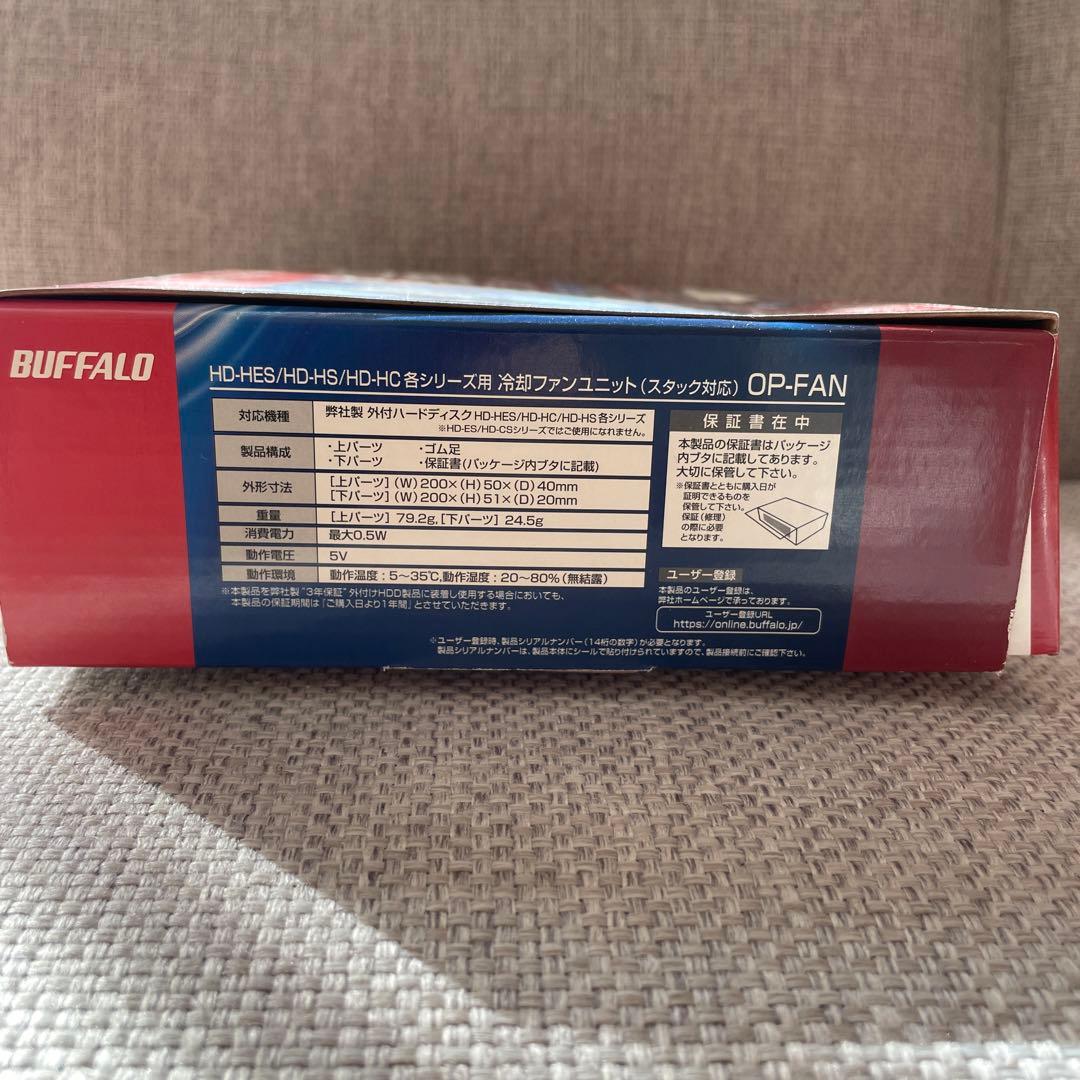 BUFFALO
HD-HES/HD-HS/HD-HC 各シリーズ用 冷却ファンユニット(スタック対応) OP-FAN
対応機種 弊社製 外付ハードディスク HD-HES/HD-HC/HD-HS 各シリーズ
※HD-ES/HD-CSシリーズではご使用になれません。
製品構成 ・上パーツ ・ゴム足
・下パーツ ・保証書(パッケージ内ブタに記載)
外形寸法 [上パーツ](W)200×(H)50×(D)40mm
[下パーツ](W)200×(H)51×(D)20mm
重量 [上パーツ] 79.2g,[下パーツ] 24.5g
消費電力 最大0.5W
動作電圧 5V
動作環境 動作温度:5~35℃,動作湿度:20~80%(無結露)
※本製品を弊社製"3年保証"外付けHDD製品に装着し使用する場合においても、
本製品の保証期間は「ご購入日より1年間」とさせていただきます。
保証書在中
本製品の保証書はパッケージ
内ブタに記載してあります。
大切に保管して下さい。
※保証書とともに購入日が
証明できるものを
保管して下さい。
保証(修理)
の際に必要
となります。
ユーザー登録
本製品のユーザー登録は、
弊社ホームページで承っております。
ユーザー登録URL
https://online.buffalo.jp/
※ユーザー登録時、製品シリアルナンバー(14桁の数字)が必要となります。
製品シリアルナンバーは、製品本体にシールで貼り付けられていますので、製品接続前にご確認下さい。